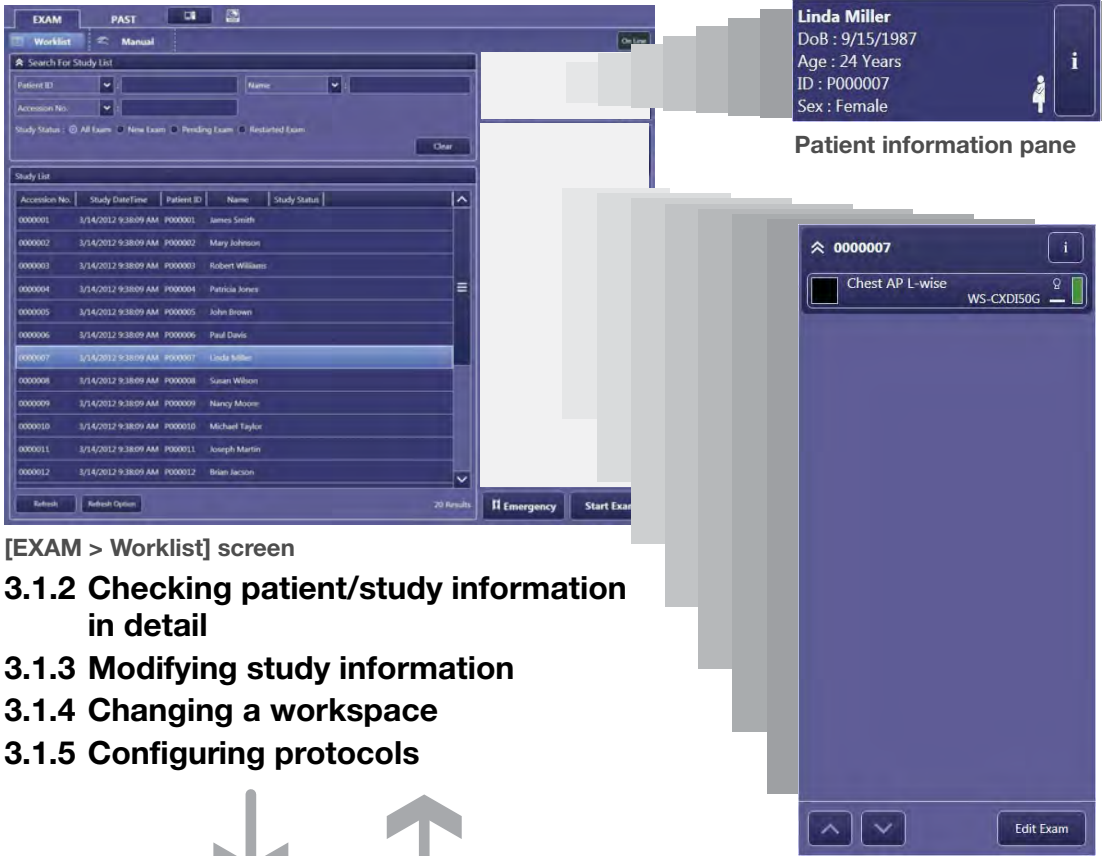 EXAM PAST
Worklist Manual On Line
Search For Study List
Patient ID : Name :
Accession No. :
Study Status : All Exam New Exam Pending Exam Restarted Exam
Clear
Study List
Accession No. Study DateTime Patient ID Name Study Status
0000001 3/14/2012 9:38:09 AM P000001 James Smith
0000002 3/14/2012 9:38:09 AM P000002 Mary Johnson
0000003 3/14/2012 9:38:09 AM P000003 Robert Williams
0000004 3/14/2012 9:38:09 AM P000004 Patricia Jones
0000005 3/14/2012 9:38:09 AM P000005 John Brown
0000006 3/14/2012 9:38:09 AM P000006 Paul Davis
0000007 3/14/2012 9:38:09 AM P000007 Linda Miller
0000008 3/14/2012 9:38:09 AM P000008 Susan Wilson
0000009 3/14/2012 9:38:09 AM P000009 Nancy Moore
0000010 3/14/2012 9:38:09 AM P000010 Michael Taylor
0000011 3/14/2012 9:38:09 AM P000011 Joseph Martin
0000012 3/14/2012 9:38:09 AM P000012 Brian Jacson
Refresh Refresh Option 20 Results
Emergency Start Exam
[EXAM > Worklist] screen
Linda Miller
DoB : 9/15/1987
Age : 24 Years
ID : P000007
Sex : Female
i
Patient information pane
0000007 i
Chest AP L-wise
WS-CXDI50G
Edit Exam
3.1.2 Checking patient/study information
in detail
3.1.3 Modifying study information
3.1.4 Changing a workspace
3.1.5 Configuring protocols